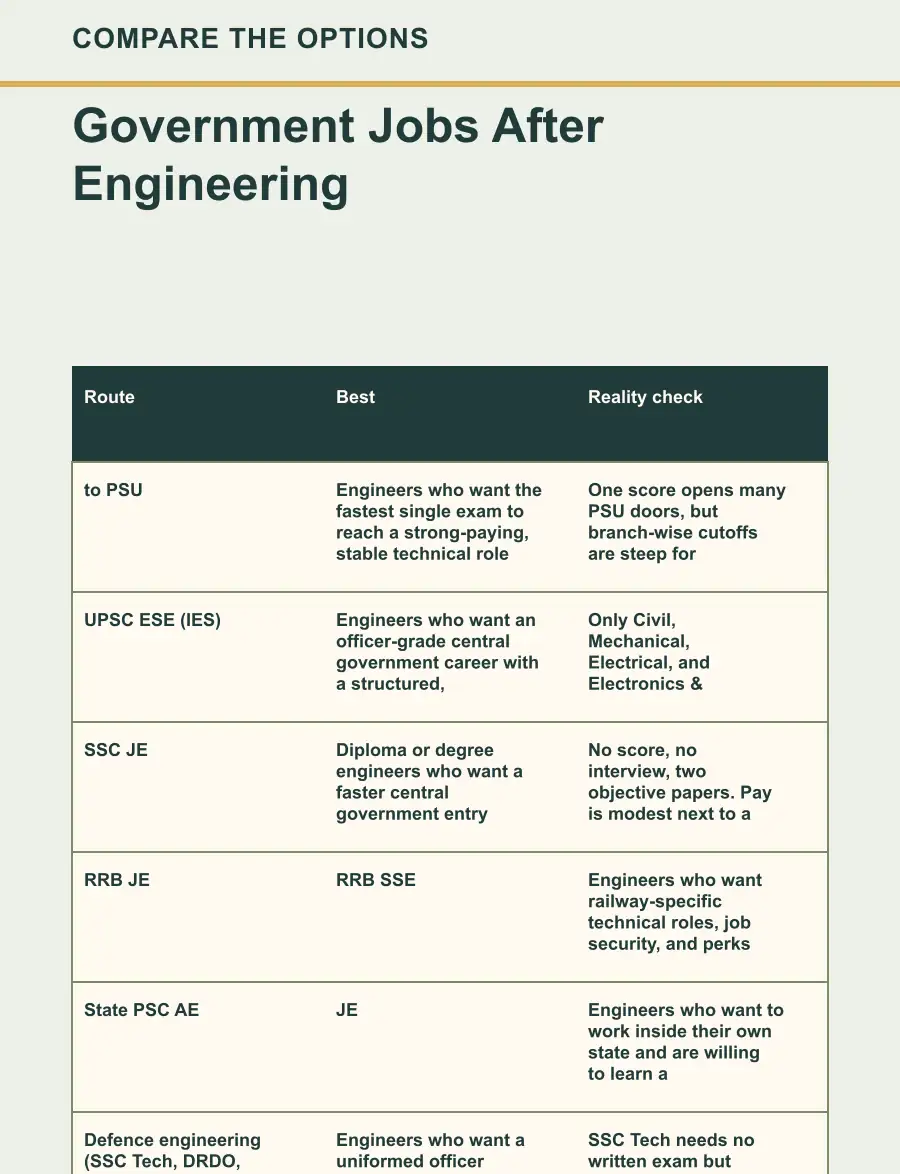 COMPARE THE OPTIONS
Government Jobs After
Engineering
Route
Best
Reality check
to PSU
Engineers who want the
fastest single exam to
reach a strong-paying,
stable technical role
One score opens many
PSU doors, but
branch-wise cutoffs
are steep for
UPSC ESE (IES)
Engineers who want an
officer-grade central
government career with
a structured,
Only Civil,
Mechanical,
Electrical, and
Electronics &
SSC JE
Diploma or degree
engineers who want a
faster central
government entry
No score, no
interview, two
objective papers. Pay
is modest next to a
RRB JE
RRB SSE
Engineers who want
railway-specific
technical roles, job
security, and perks
State PSC AE
JE
Engineers who want to
work inside their own
state and are willing
to learn a
Defence engineering
(SSC Tech, DRDO,
Engineers who want a
uniformed officer
SSC Tech needs no
written exam but